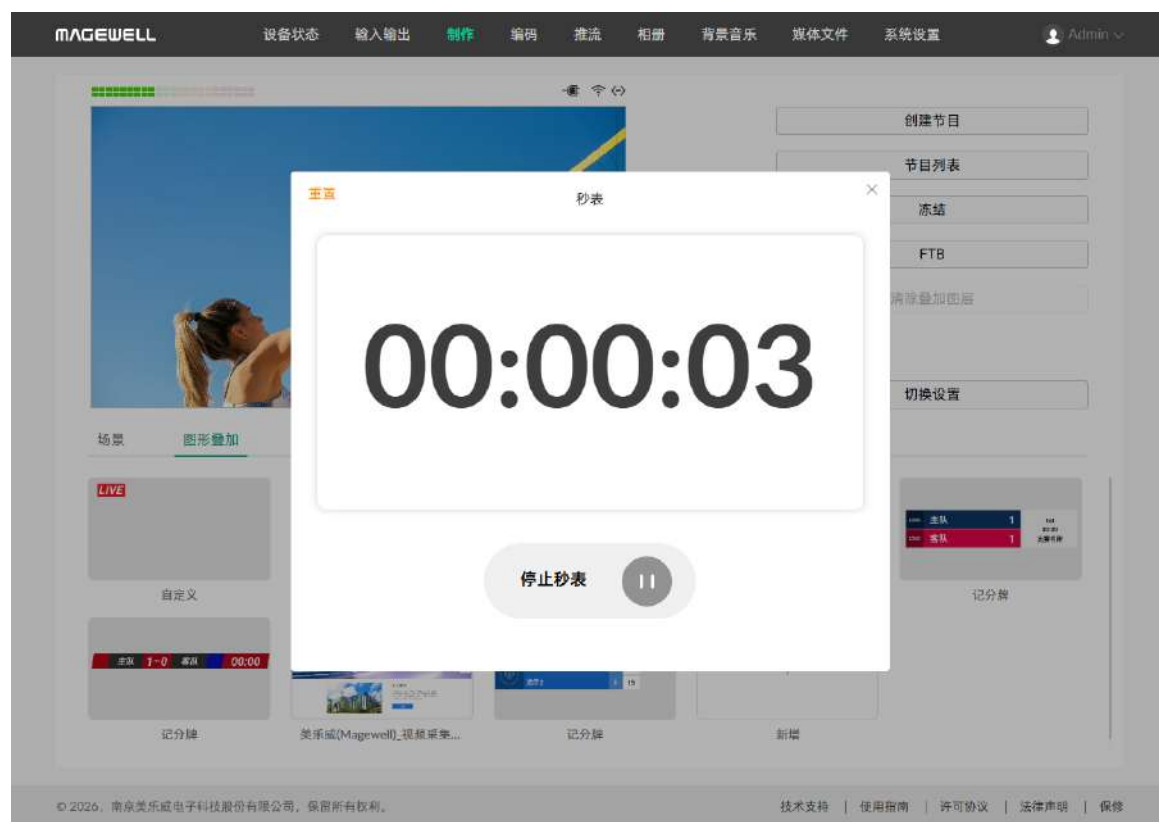 MAGEWELL 设备状态 输入输出 制作 编码 推流 相册 背景音乐 媒体文件 系统设置 Admin
创建节目
节目列表
重置 秒表
冻结
FTB
清除叠加图层
00:00:03
切换设置
场景 图形叠加
LIVE
主队 1
客队 1
停止秒表
自定义 记分牌
主队 1-0 客队 00:00
15
记分牌 美乐威(Magewell)_视频采集... 记分牌 新增
© 2026，南京美乐威电子科技股份有限公司，保留所有权利。 技术支持 | 使用指南 | 许可协议 | 法律声明 | 保修